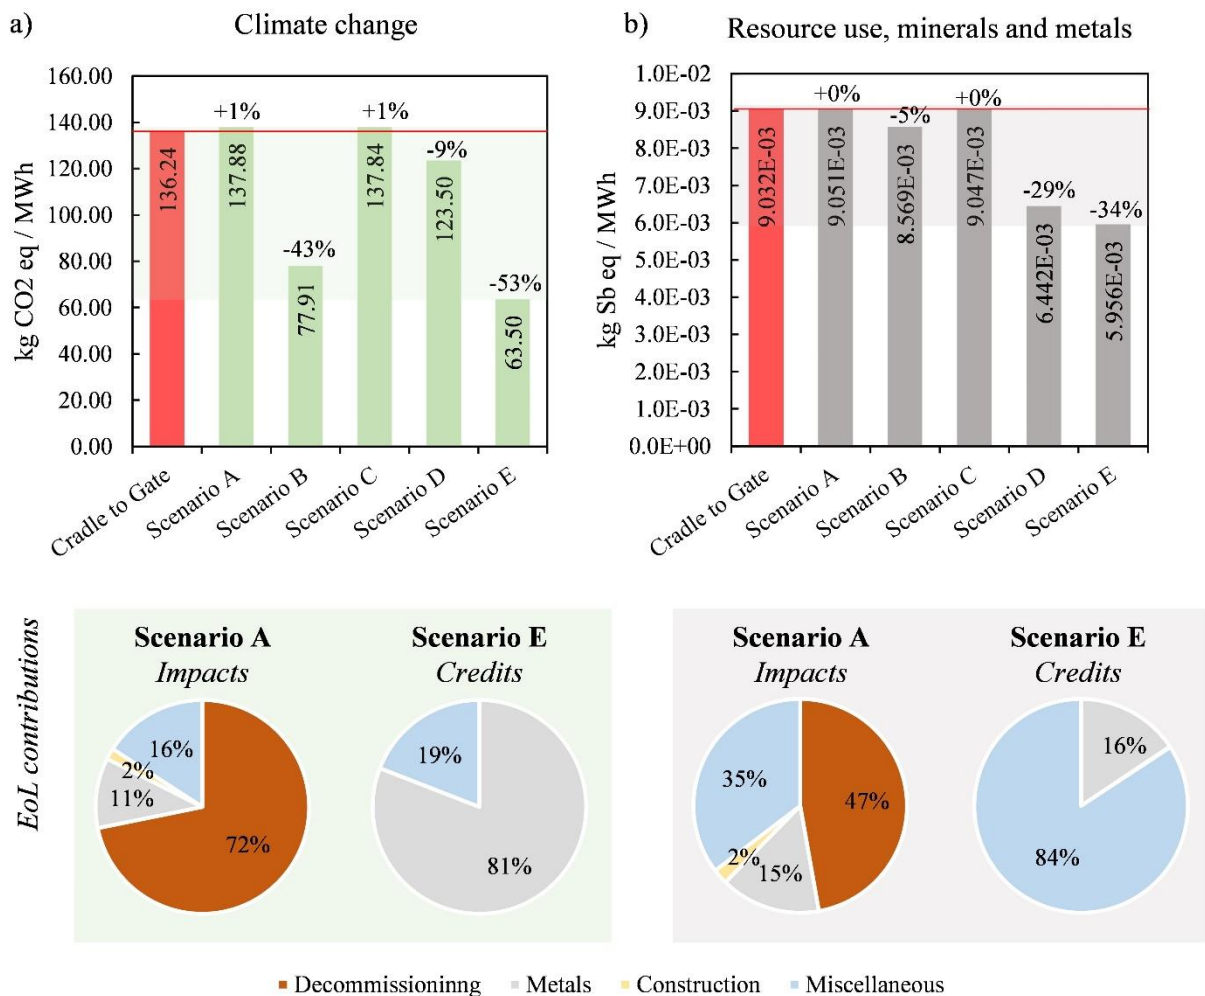 a)
Climate change
160.00
140.00
120.00
100.00
80.00
60.00
40.00
20.00
0.00
kg CO2 eq / MWh
+1%
+1%
-9%
-43%
-53%
136.24
137.88
77.91
137.84
123.50
63.50
Cradle to Gate
Scenario A
Scenario B
Scenario C
Scenario D
Scenario E
b)
Resource use, minerals and metals
1.0E-02
9.0E-03
8.0E-03
7.0E-03
6.0E-03
5.0E-03
4.0E-03
3.0E-03
2.0E-03
1.0E-03
0.0E+00
kg Sb eq / MWh
+0%
-5%
+0%
-29%
-34%
9.032E-03
9.051E-03
8.569E-03
9.047E-03
6.442E-03
5.956E-03
Cradle to Gate
Scenario A
Scenario B
Scenario C
Scenario D
Scenario E
EoL contributions
Scenario A
Impacts
16%
2%
11%
72%
Scenario E
Credits
19%
81%
Scenario A
Impacts
35%
47%
2%
15%
Scenario E
Credits
16%
84%
Decommissioninng
Metals
Construction
Miscellaneous